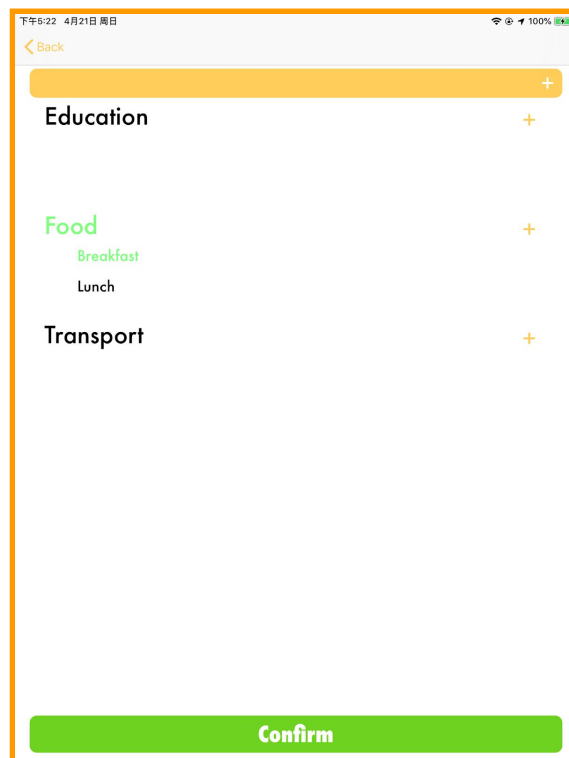 下午5:22 4月21日 周日 100%
Back
+
Education +
Food +
Breakfast
Lunch
Transport +
Confirm